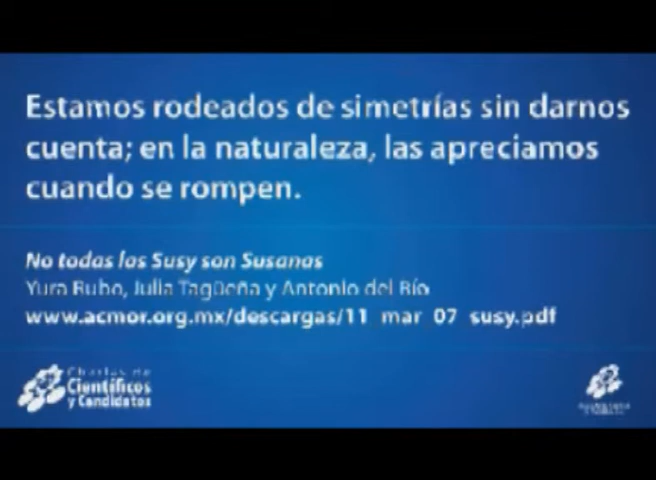 Estamos rodeados de simetrías sin darnos
cuenta; en la naturaleza, las apreciamos
cuando se rompen.
No todas las Susy son Susanas
Yura Rubo, Julia Tagüeña y Antonio del Río
www.acmor.org.mx/descargas/11_mar_07_susy.pdf
Charlas de
Científicos
y Candidatos